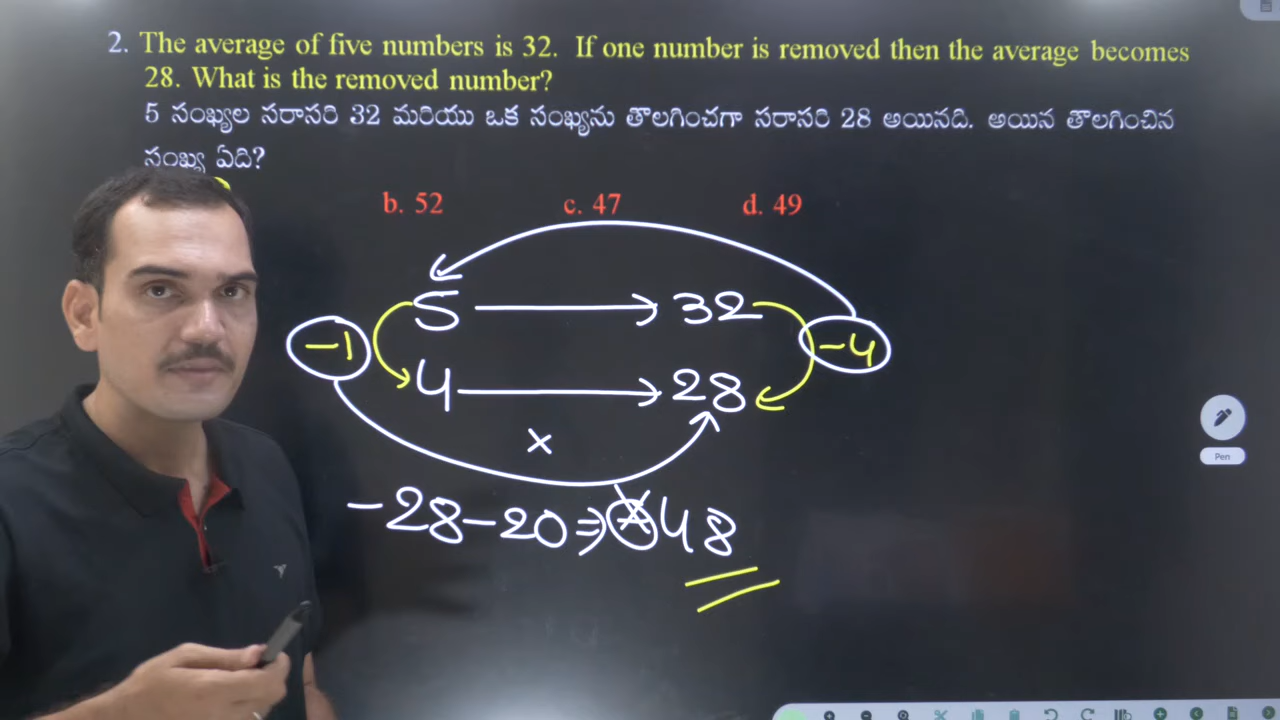 2. The average of five numbers is 32. If one number is removed then the average becomes
28. What is the removed number?
5 సంఖ్యల సరాసరి 32 మరియు ఒక సంఖ్యను తొలగించగా సరాసరి 28 అయినది. అయిన తొలగించిన
సంఖ్య ఏది?
b. 52 c. 47 d. 49
5 → 32
-1 -4
4 → 28
×
-28-20⇒ 48
Pen